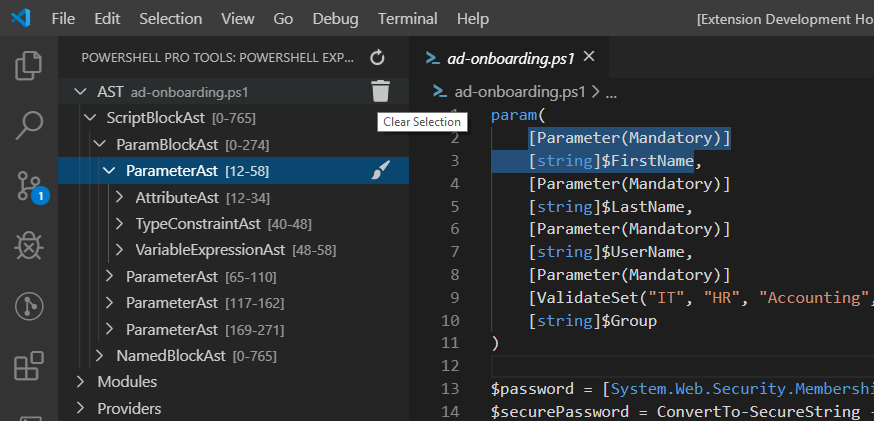 File Edit Selection View Go Debug Terminal Help [Extension Development Ho
POWERSHELL PRO TOOLS: POWERSHELL EXP...
AST ad-onboarding.ps1
Clear Selection
ScriptBlockAst [0-765]
ParamBlockAst [0-274]
ParameterAst [12-58]
AttributeAst [12-34]
TypeConstraintAst [40-48]
VariableExpressionAst [48-58]
ParameterAst [65-110]
ParameterAst [117-162]
ParameterAst [169-271]
NamedBlockAst [0-765]
Modules
Providers
1
ad-onboarding.ps1
ad-onboarding.ps1 > ...
1 param(
2 [Parameter(Mandatory)]
3 [string]$FirstName,
4 [Parameter(Mandatory)]
5 [string]$LastName,
6 [Parameter(Mandatory)]
7 [string]$UserName,
8 [Parameter(Mandatory)]
9 [ValidateSet("IT", "HR", "Accounting",
10 [string]$Group
11 )
12
13 $password = [System.Web.Security.Membershi
14 $securePassword = ConvertTo-SecureString -